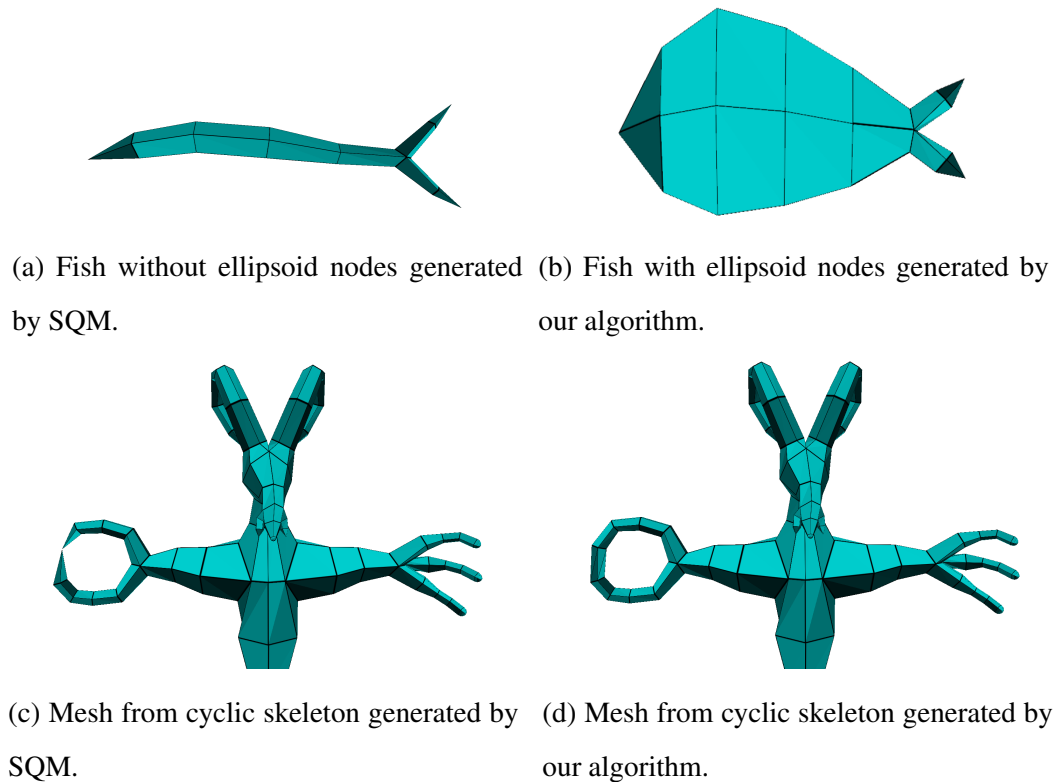 (a) Fish without ellipsoid nodes generated
by SQM.
(b) Fish with ellipsoid nodes generated by
our algorithm.
(c) Mesh from cyclic skeleton generated by
SQM.
(d) Mesh from cyclic skeleton generated by
our algorithm.